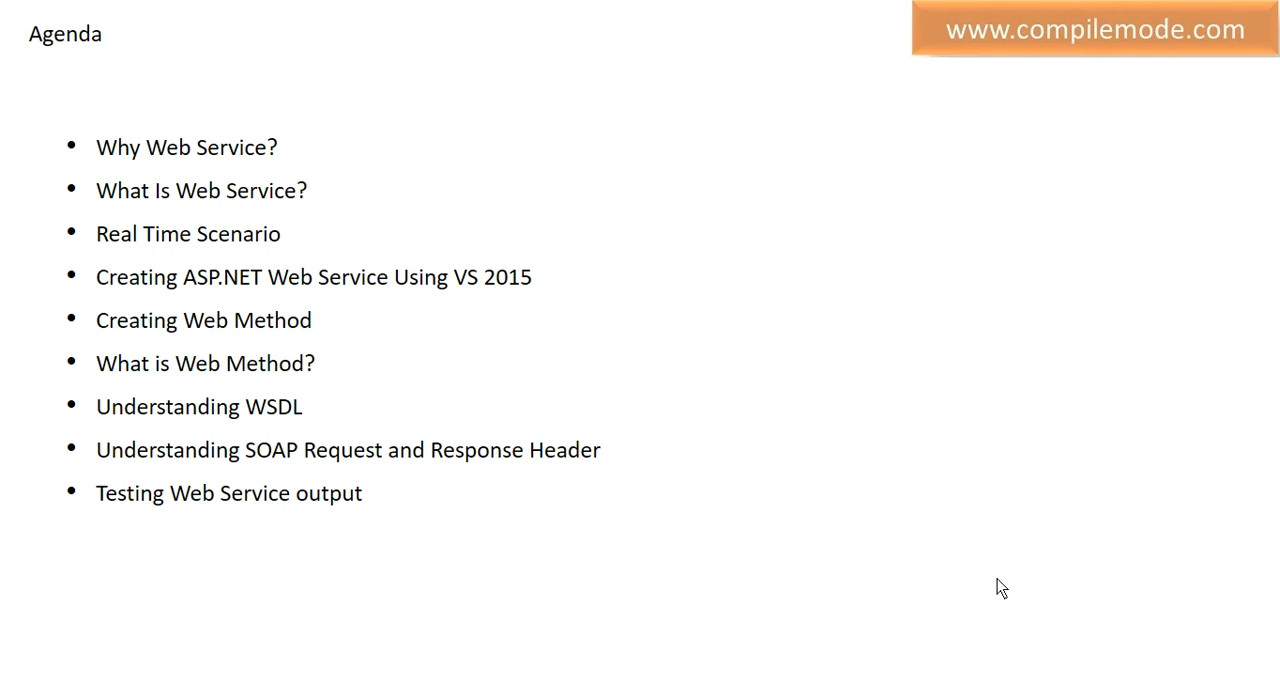 Agenda
www.compilemode.com
• Why Web Service?
• What Is Web Service?
• Real Time Scenario
• Creating ASP.NET Web Service Using VS 2015
• Creating Web Method
• What is Web Method?
• Understanding WSDL
• Understanding SOAP Request and Response Header
• Testing Web Service output